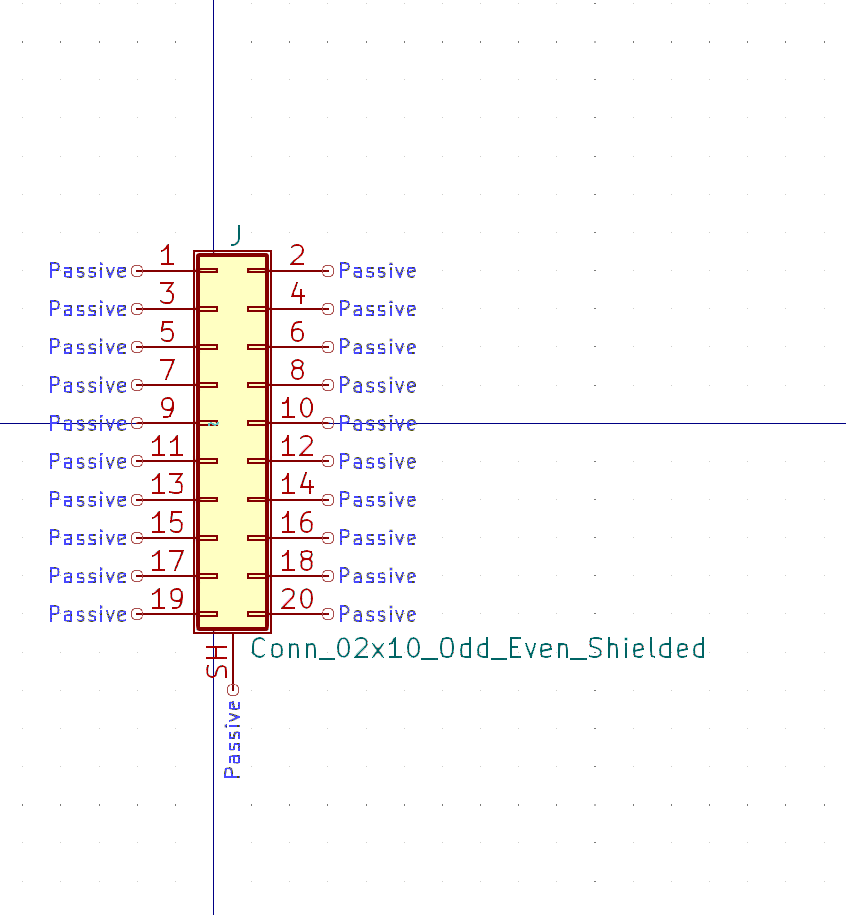 J
Passive 1 2 Passive
Passive 3 4 Passive
Passive 5 6 Passive
Passive 7 8 Passive
Passive 9 10 Passive
Passive 11 12 Passive
Passive 13 14 Passive
Passive 15 16 Passive
Passive 17 18 Passive
Passive 19 20 Passive
SH
Conn_02x10_Odd_Even_Shielded
Passive